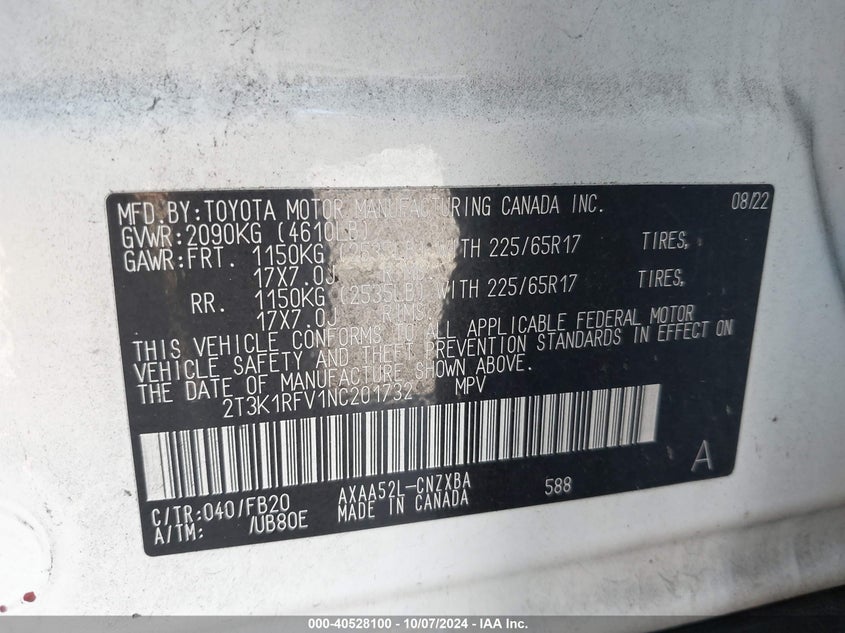 MFD.BY:TOYOTA MOTOR MANUFACTURING CANADA INC. 08/22
GVWR:2090KG (4610LB)
GAWR:FRT. 1150KG (2535LB) WITH 225/65R17 TIRES,
17X7.0J RIMS
RR. 1150KG (2535LB) WITH 225/65R17 TIRES,
17X7.0J RIMS
THIS VEHICLE CONFORMS TO ALL APPLICABLE FEDERAL MOTOR
VEHICLE SAFETY AND THEFT PREVENTION STANDARDS IN EFFECT ON
THE DATE OF MANUFACTURE SHOWN ABOVE.
2T3K1RFV1NC201732 MPV
A
C/TR:040/FB20 AXAA52L-CNZXBA 588
A/TM: /UB80E MADE IN CANADA
000-40528100 - 10/07/2024 - IAA Inc.